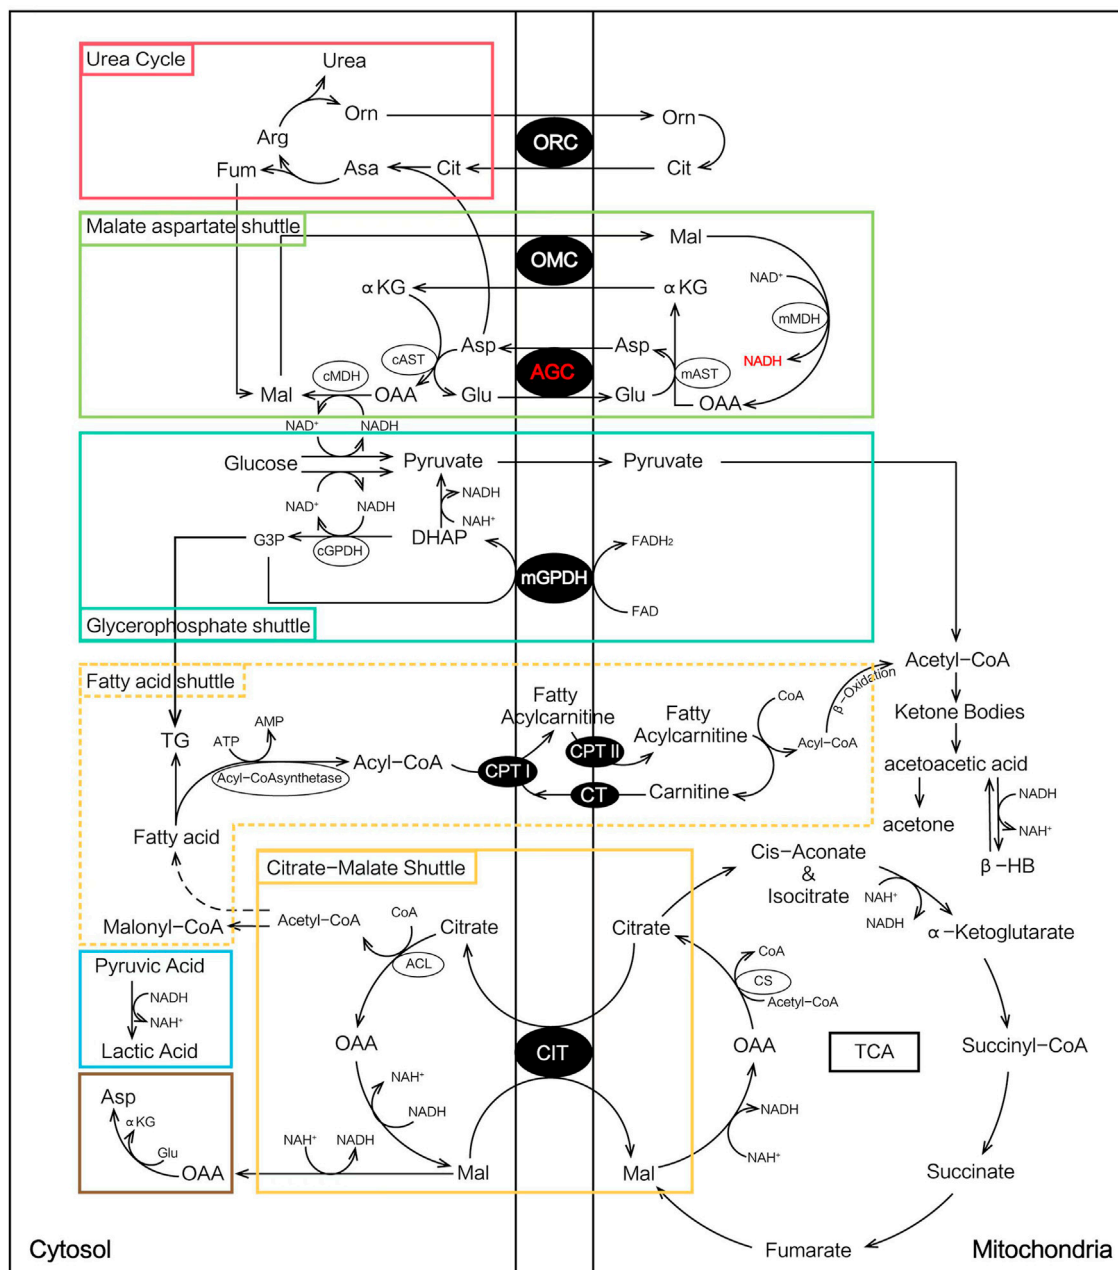 Urea Cycle
Urea
Orn
Arg
Fum
Asa
Cit
ORC
Orn
Cit
Malate aspartate shuttle
OMC
Mal
αKG
αKG
NAD⁺
mMDH
NADH
cAST
Asp
AGC
Asp
mAST
cMDH
Mal
OAA
Glu
Glu
OAA
NAD⁺
NADH
Glucose
Pyruvate
Pyruvate
NADH
NAD⁺
NADH
NAH⁺
G3P
DHAP
cGPDH
FADH₂
mGPDH
FAD
Glycerophosphate shuttle
Acetyl−CoA
Fatty acid shuttle
β−Oxidation
Fatty
Acylcarnitine
CoA
Fatty
Acylcarnitine
Ketone Bodies
AMP
TG
ATP
CPT II
Acyl−CoA
Acyl−CoA
CPT I
acetoacetic acid
Acyl−CoAsynthetase
CT
Carnitine
NADH
acetone
NAH⁺
Fatty acid
β−HB
Citrate−Malate Shuttle
Cis−Aconate
&
Isocitrate
NAH⁺
NADH
Malonyl−CoA
Acetyl−CoA
CoA
Citrate
Citrate
α−Ketoglutarate
ACL
CoA
CS
Acetyl−CoA
Pyruvic Acid
NADH
NAH⁺
Lactic Acid
OAA
CIT
OAA
TCA
Succinyl−CoA
NAH⁺
NADH
NADH
NAH⁺
Asp
αKG
Glu
OAA
NAH⁺
NADH
Mal
Mal
Succinate
Fumarate
Cytosol
Mitochondria